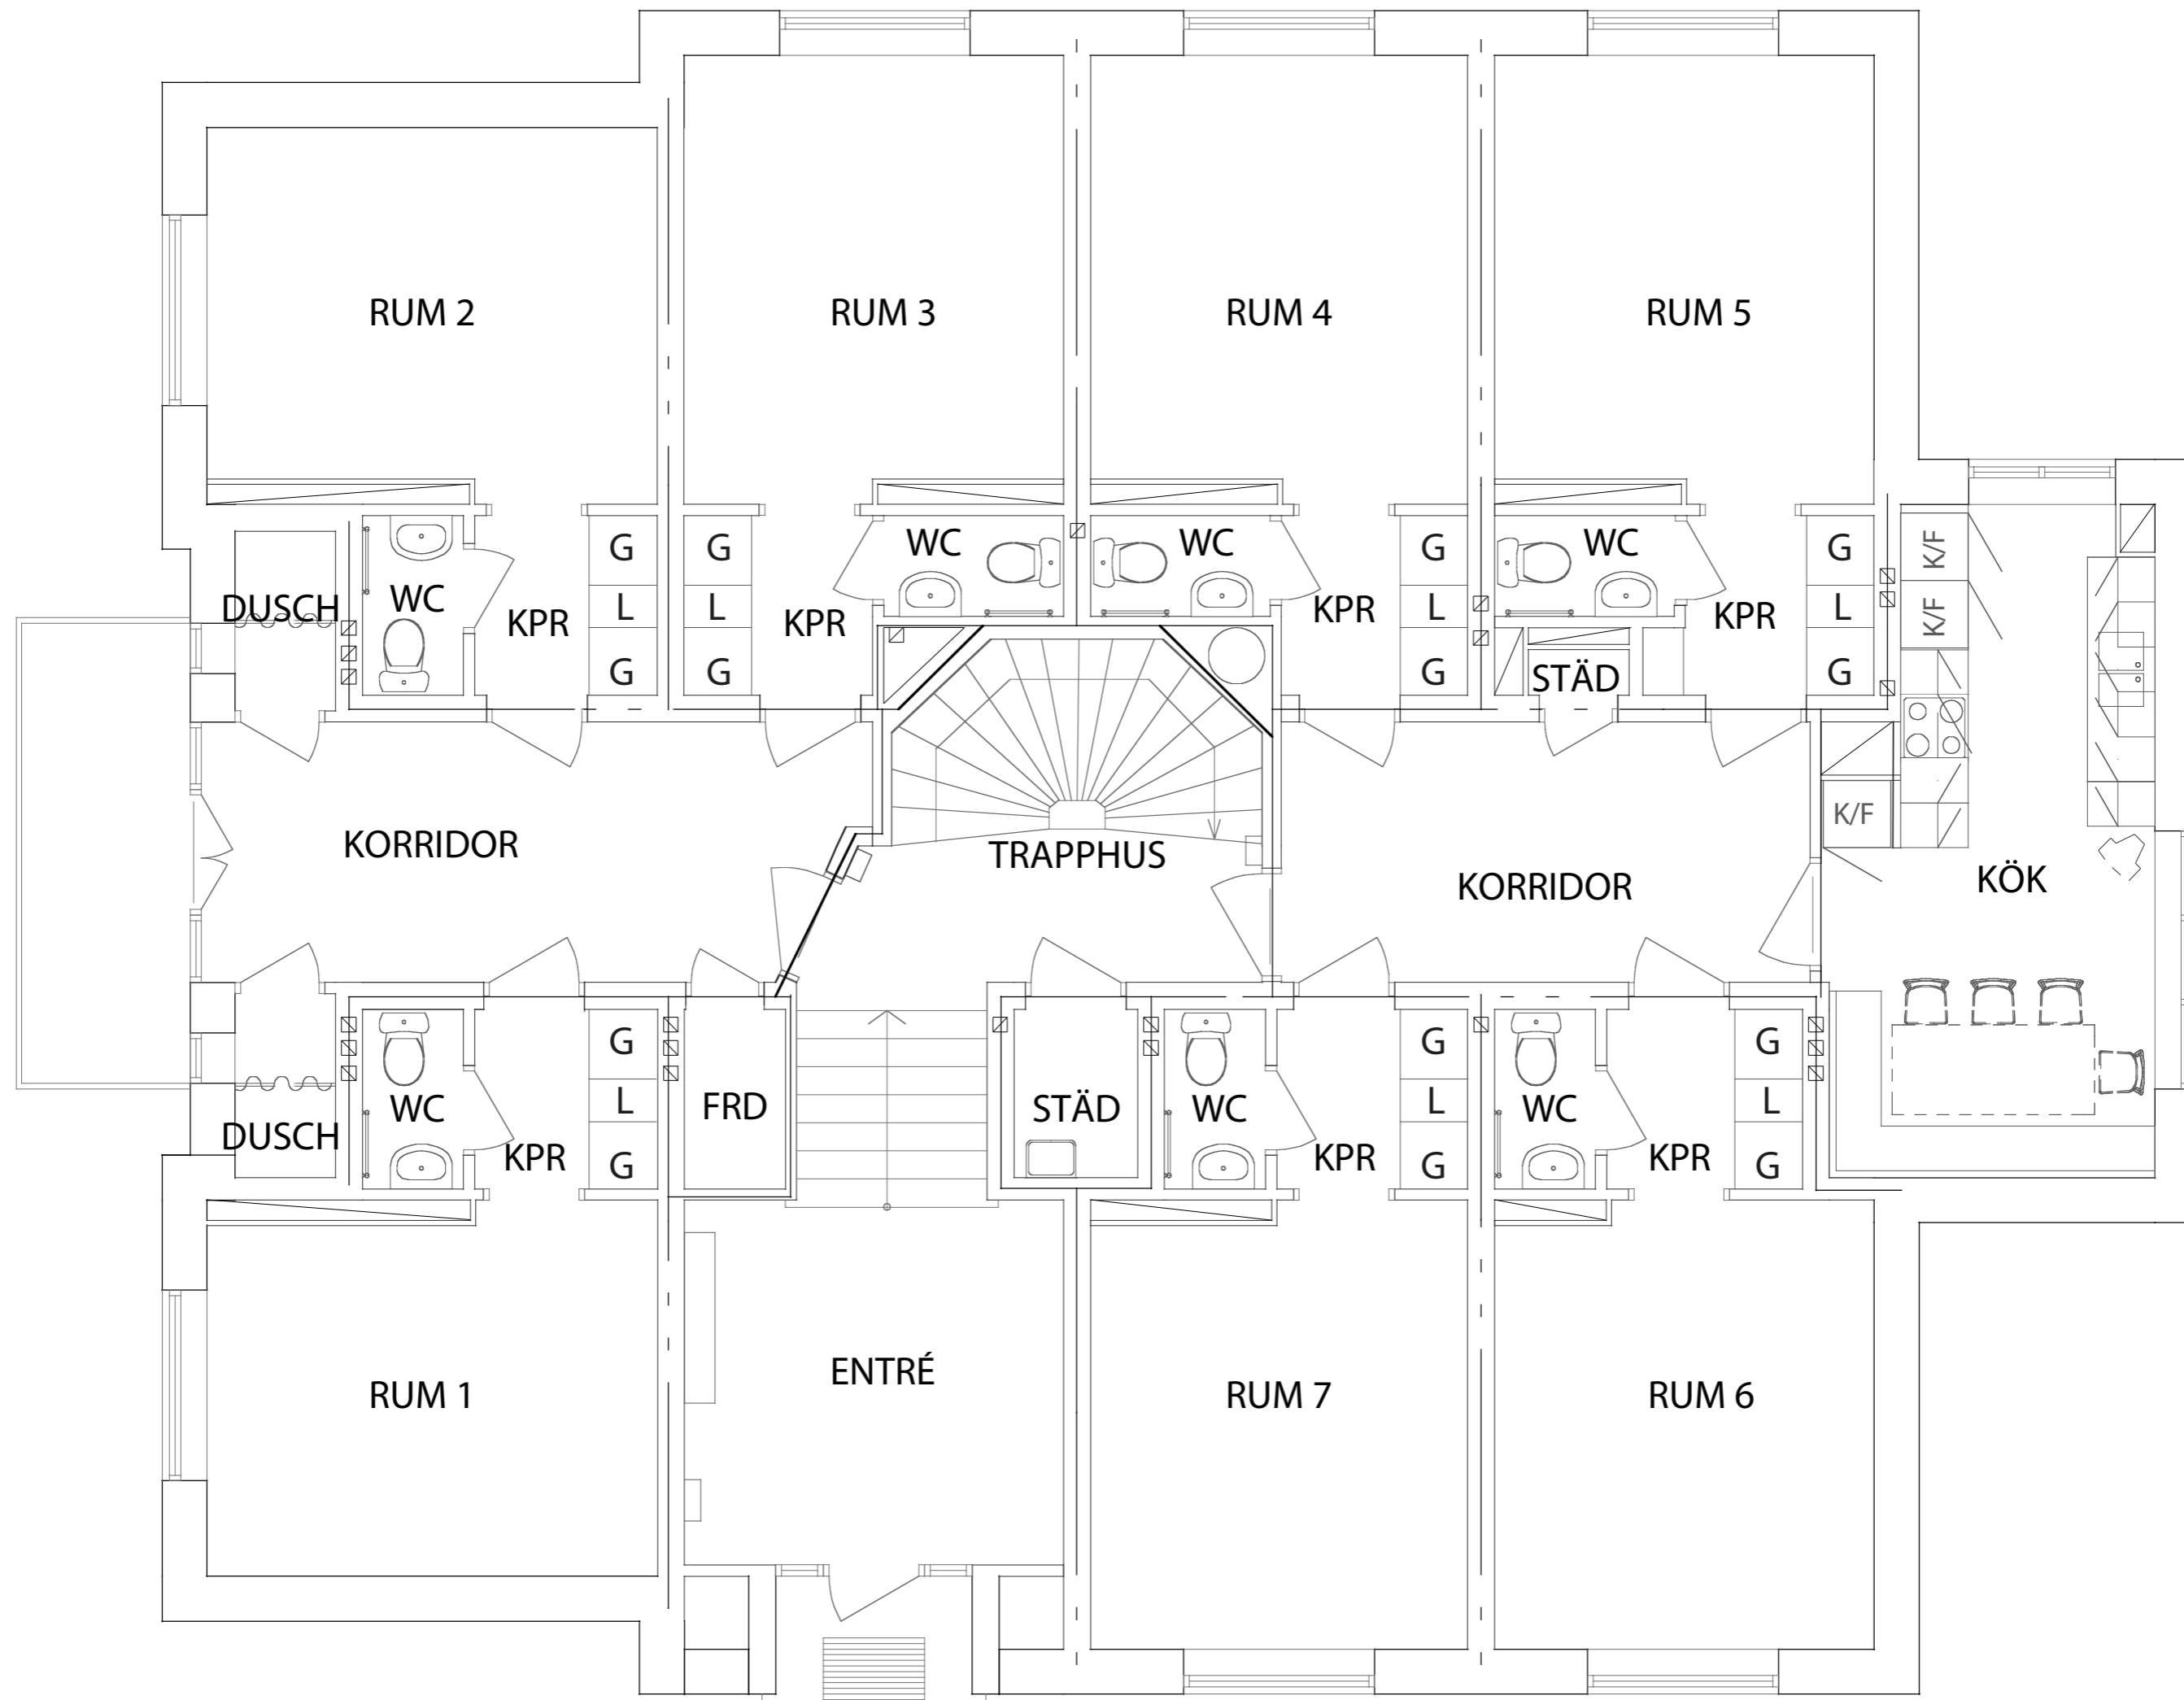 RUM 2
RUM 3
RUM 4
RUM 5
WC
WC
WC
G
G
G
G
K/F
DUSCH
WC
KPR
L
L
KPR
KPR
L
KPR
L
K/F
G
G
G
STÄD
G
KORRIDOR
TRAPPHUS
KORRIDOR
K/F
KÖK
G
G
G
DUSCH
WC
KPR
L
FRD
STÄD
WC
KPR
L
WC
KPR
L
G
G
G
RUM 1
ENTRÉ
RUM 7
RUM 6